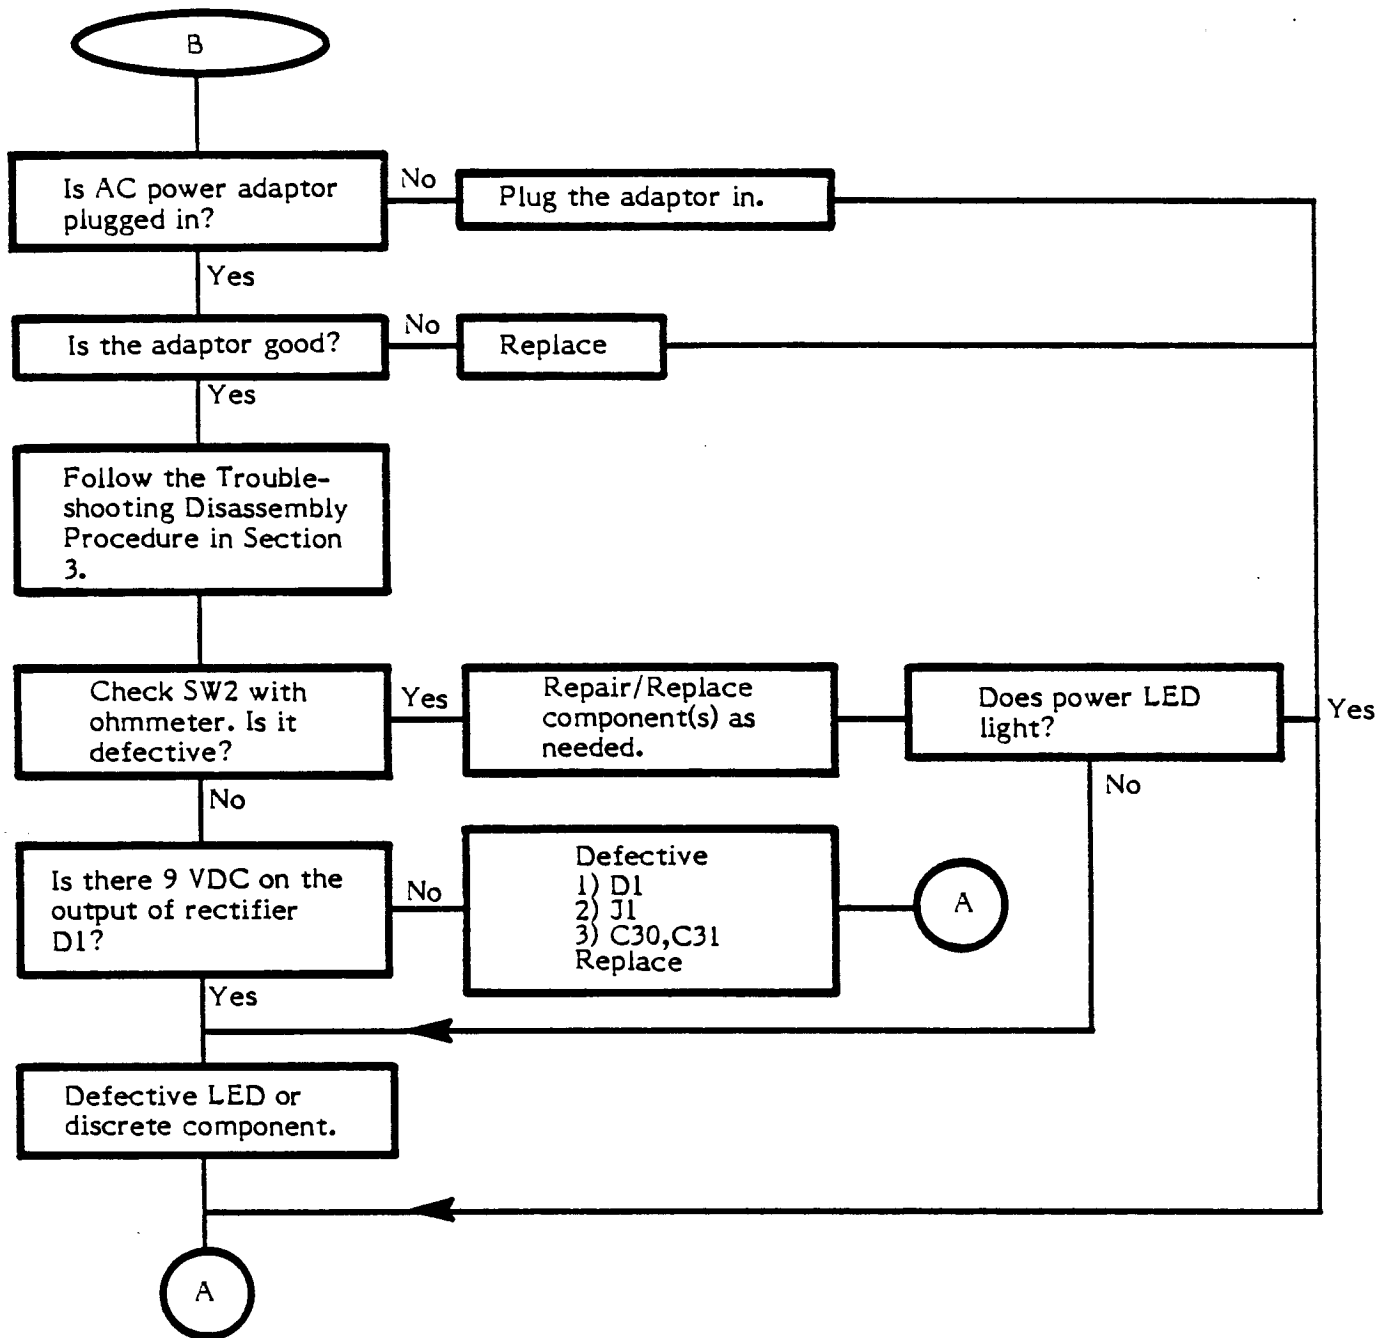 B
Is AC power adaptor
plugged in?
No
Plug the adaptor in.
Yes
Is the adaptor good?
No
Replace
Yes
Follow the Trouble-
shooting Disassembly
Procedure in Section
3.
Check SW2 with
ohmmeter. Is it
defective?
Yes
Repair/Replace
component(s) as
needed.
Does power LED
light?
Yes
No
No
Is there 9 VDC on the
output of rectifier
D1?
No
Defective
1) D1
2) J1
3) C30,C31
Replace
A
Yes
Defective LED or
discrete component.
A